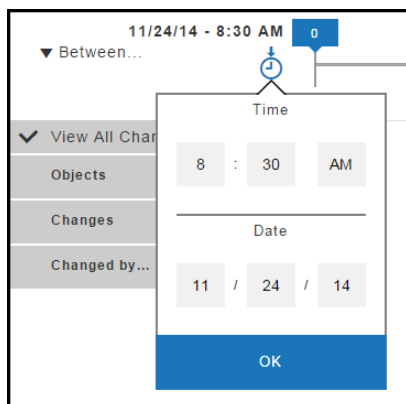 11/24/14 - 8:30 AM 0
▼ Between...
Time
✓ View All Char
8 : 30 AM
Objects
Changes
Date
Changed by...
11 / 24 / 14
OK